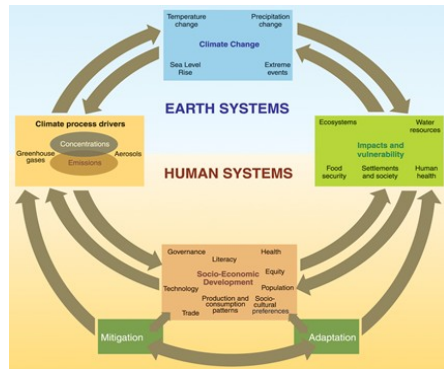 Temperature
change
Precipitation
change
Climate Change
Sea Level
Rise
Extreme
events
EARTH SYSTEMS
Climate process drivers
Concentrations
Greenhouse
gases
Aerosols
Emissions
Ecosystems
Water
resources
Impacts and
vulnerability
Food
security
Settlements
and society
Human
health
HUMAN SYSTEMS
Governance
Literacy
Health
Equity
Socio-Economic
Development
Technology
Population
Production and
consumption
patterns
Socio-
cultural
preferences
Trade
Mitigation
Adaptation